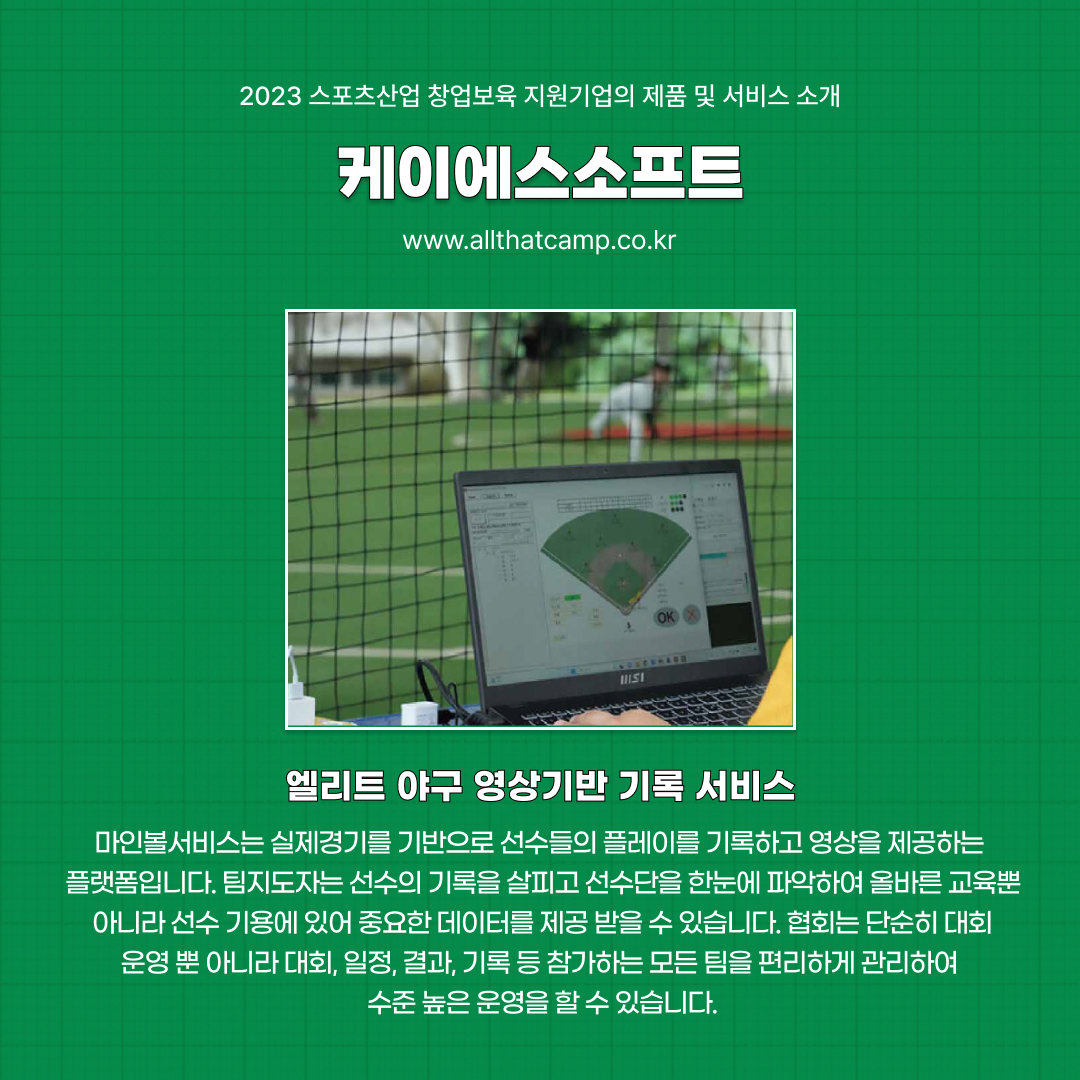 2023 스포츠산업 창업보육 지원기업의 제품 및 서비스 소개
케이에스소프트
www.allthatcamp.co.kr
OK
msi
엘리트 야구 영상기반 기록 서비스
마인볼서비스는 실제경기를 기반으로 선수들의 플레이를 기록하고 영상을 제공하는
플랫폼입니다. 팀지도자는 선수의 기록을 살피고 선수단을 한눈에 파악하여 올바른 교육뿐
아니라 선수 기용에 있어 중요한 데이터를 제공 받을 수 있습니다. 협회는 단순히 대회
운영 뿐 아니라 대회, 일정, 결과, 기록 등 참가하는 모든 팀을 편리하게 관리하여
수준 높은 운영을 할 수 있습니다.